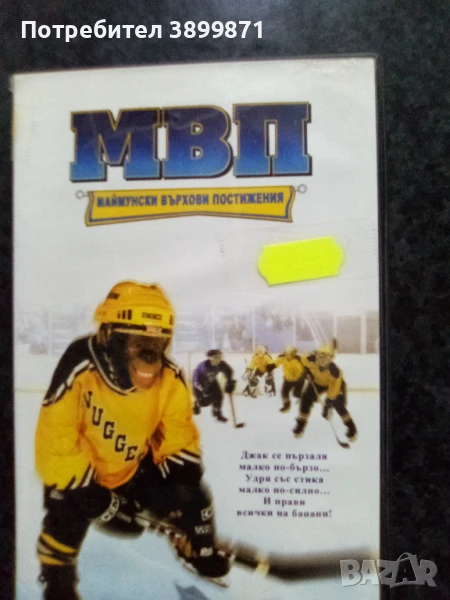 Потребител 3899871
МВП
МАЙМУНСКИ ВЪРХОВИ ПОСТИЖЕНИЯ
NUGGE
Джак се пързаля
малко по-бързо...
Удря със стика
малко по-силно...
И прави
всички на банани!
BAZAR